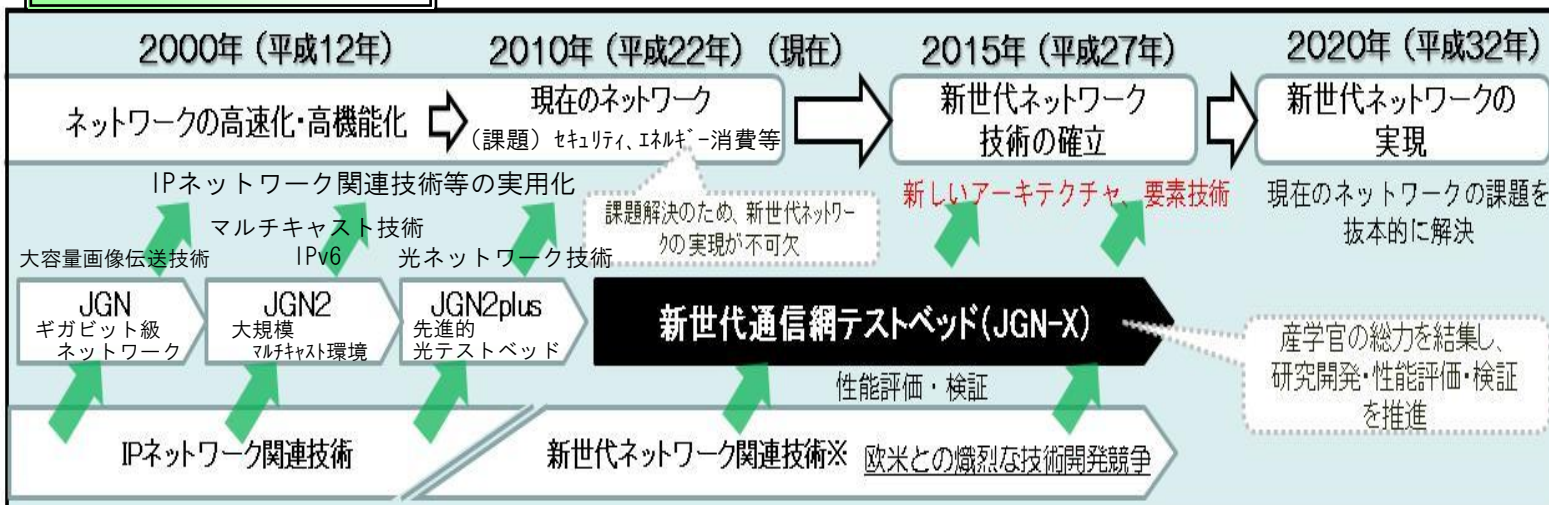 2000年（平成12年）
2010年（平成22年）（現在）
2015年（平成27年）
2020年（平成32年）
ネットワークの高速化・高機能化
現在のネットワーク
（課題）セキュリティ、エネルギー消費等
新世代ネットワーク
技術の確立
新世代ネットワークの
実現
IPネットワーク関連技術等の実用化
課題解決のため、新世代ネットワー
クの実現が不可欠
新しいアーキテクチャ、要素技術
現在のネットワークの課題を
抜本的に解決
マルチキャスト技術
大容量画像伝送技術
IPv6
光ネットワーク技術
JGN
ギガビット級
ネットワーク
JGN2
大規模
マルチキャスト環境
JGN2plus
先進的
光テストベッド
新世代通信網テストベッド(JGN-X)
産学官の総力を結集し、
研究開発・性能評価・検証
を推進
性能評価・検証
IPネットワーク関連技術
新世代ネットワーク関連技術※
欧米との熾烈な技術開発競争